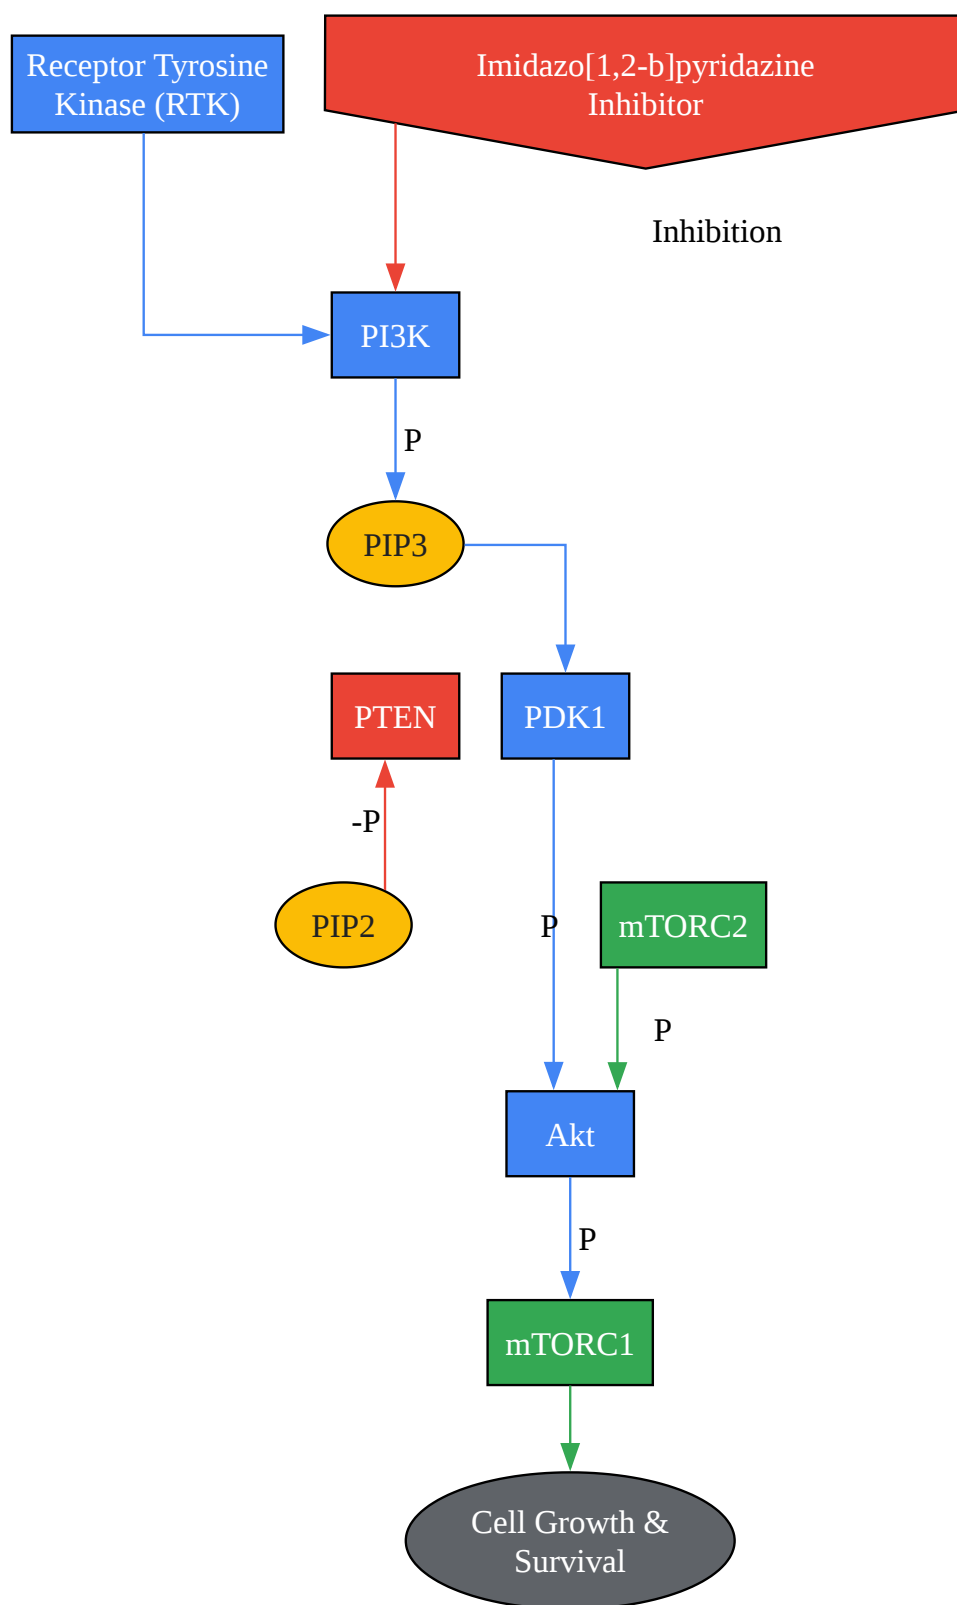 Receptor Tyrosine
Kinase (RTK)
Imidazo[1,2-b]pyridazine
Inhibitor
Inhibition
PI3K
P
PIP3
PTEN
PDK1
-P
PIP2
P
mTORC2
P
Akt
P
mTORC1
Cell Growth &
Survival